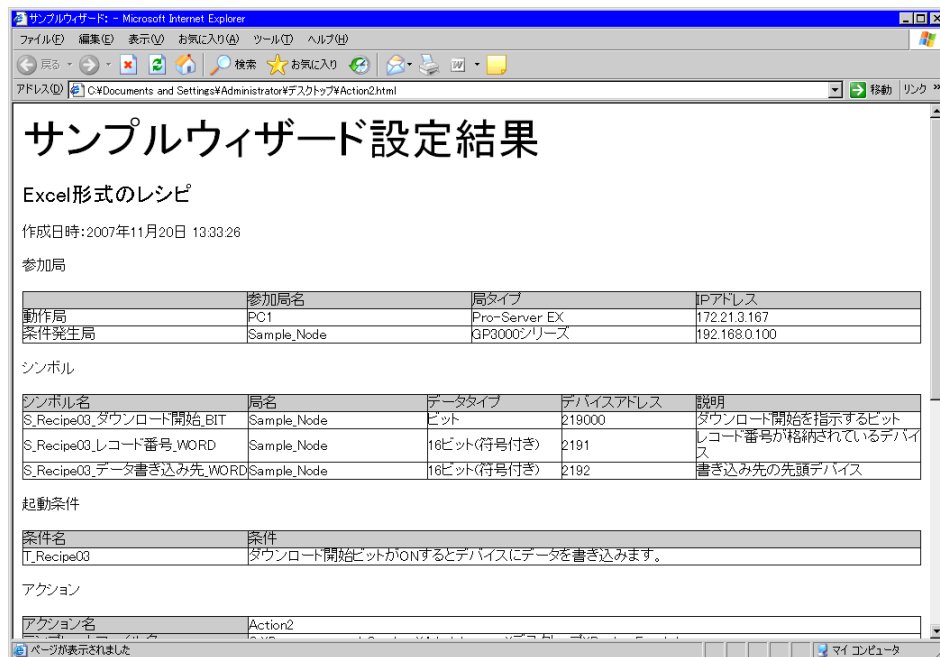 サンプルウィザード: - Microsoft Internet Explorer
ファイル(F) 編集(E) 表示(V) お気に入り(A) ツール(T) ヘルプ(H)
戻る 検索 お気に入り
アドレス(D) C:¥Documents and Settings¥Administrator¥デスクトップ¥Action2.html 移動 リンク »
サンプルウィザード設定結果
Excel形式のレシピ
作成日時:2007年11月20日 13:33:26
参加局
参加局名 局タイプ IPアドレス
動作局 PC1 Pro-Server EX 172.21.3.167
条件発生局 Sample_Node GP3000シリーズ 192.168.0.100
シンボル
シンボル名 局名 データタイプ デバイスアドレス 説明
S_Recipe03_ダウンロード開始_BIT Sample_Node ビット 219000 ダウンロード開始を指示するビット
S_Recipe03_レコード番号_WORD Sample_Node 16ビット(符号付き) 2191 レコード番号が格納されているデバイス
S_Recipe03_データ書き込み先_WORD Sample_Node 16ビット(符号付き) 2192 書き込み先の先頭デバイス
起動条件
条件名 条件
T_Recipe03 ダウンロード開始ビットがONするとデバイスにデータを書き込みます。
アクション
アクション名 Action2
ページが表示されました マイ コンピュータ